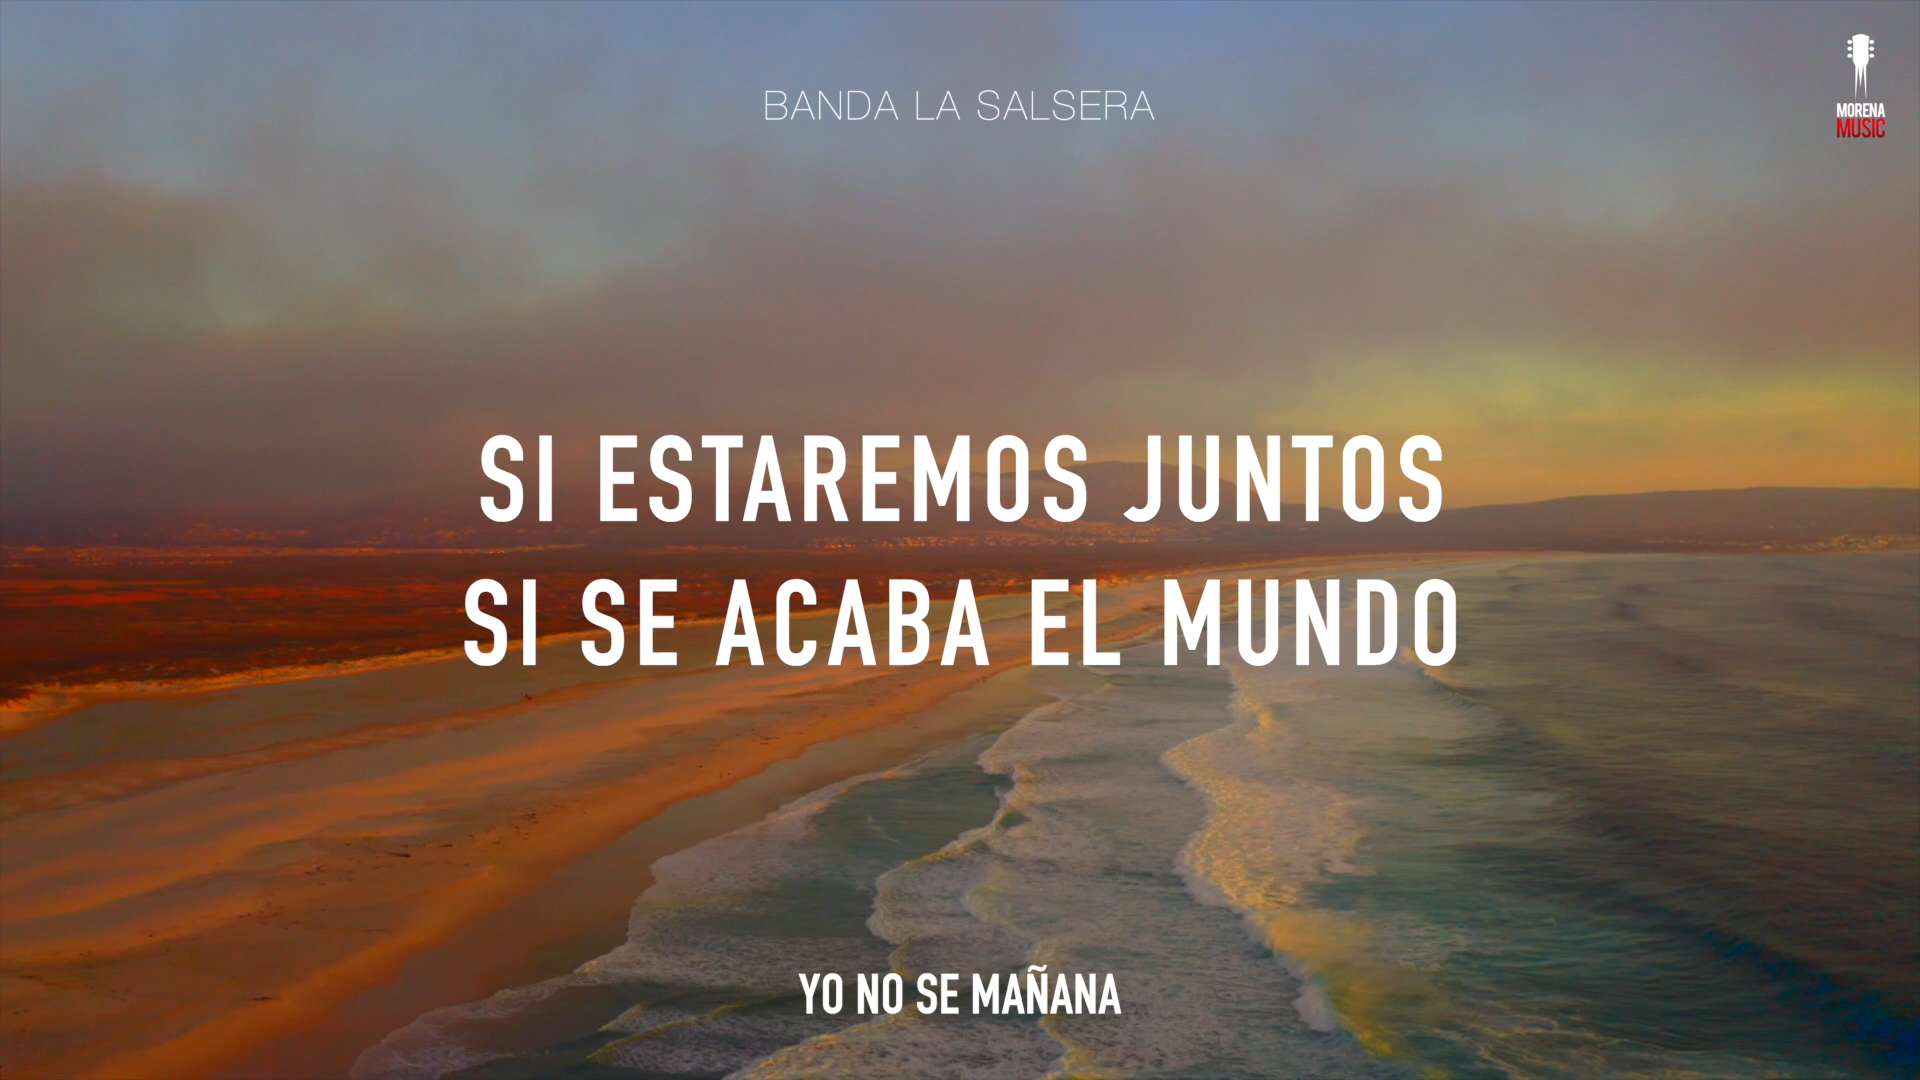 BANDA LA SALSERA
MORENA
MUSIC
SI ESTAREMOS JUNTOS
SI SE ACABA EL MUNDO
YO NO SE MAÑANA